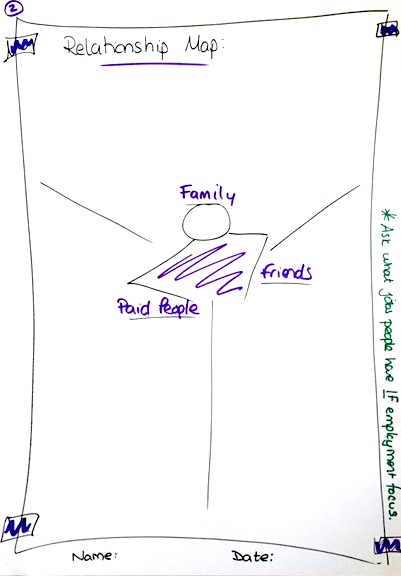 2
Relationship Map:
Family
Friends
Paid People
* Ask what jobs people have IF employment focus.
Name: Date: